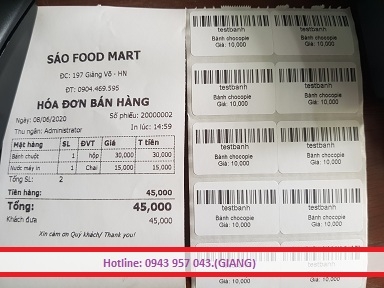 SÁO FOOD MART
ĐC: 197 Giảng Võ - HN
ĐT: 0904.469.595
HÓA ĐƠN BÁN HÀNG
Ngày: 08/06/2020 Số phiếu: 20000002
Thu ngân: Administrator In lúc: 14:59
Mặt hàng SL ĐVT Giá T tiền
Bánh chuột 1 hộp 30,000 30,000
Nước máy in 1 Chai 15,000 15,000
Tổng SL: 2
Tiền hàng: 45,000
Tổng: 45,000
Khách đưa 45,000
Xin cảm ơn Quý khách/ Thank you!
testbanh
Bánh chocopie
Giá: 10,000
testbanh
Bánh chocopie
Giá: 10,000
testbanh
Bánh chocopie
Giá: 10,000
testbanh
Bánh chocopie
Giá: 10,000
testbanh
Bánh chocopie
Giá: 10,000
testbanh
Bánh chocopie
Giá: 10,000
testbanh
Bánh chocopie
Giá: 10,000
testbanh
Bánh chocopie
Giá: 10,000
Hotline: 0943 957 043.(GIANG)